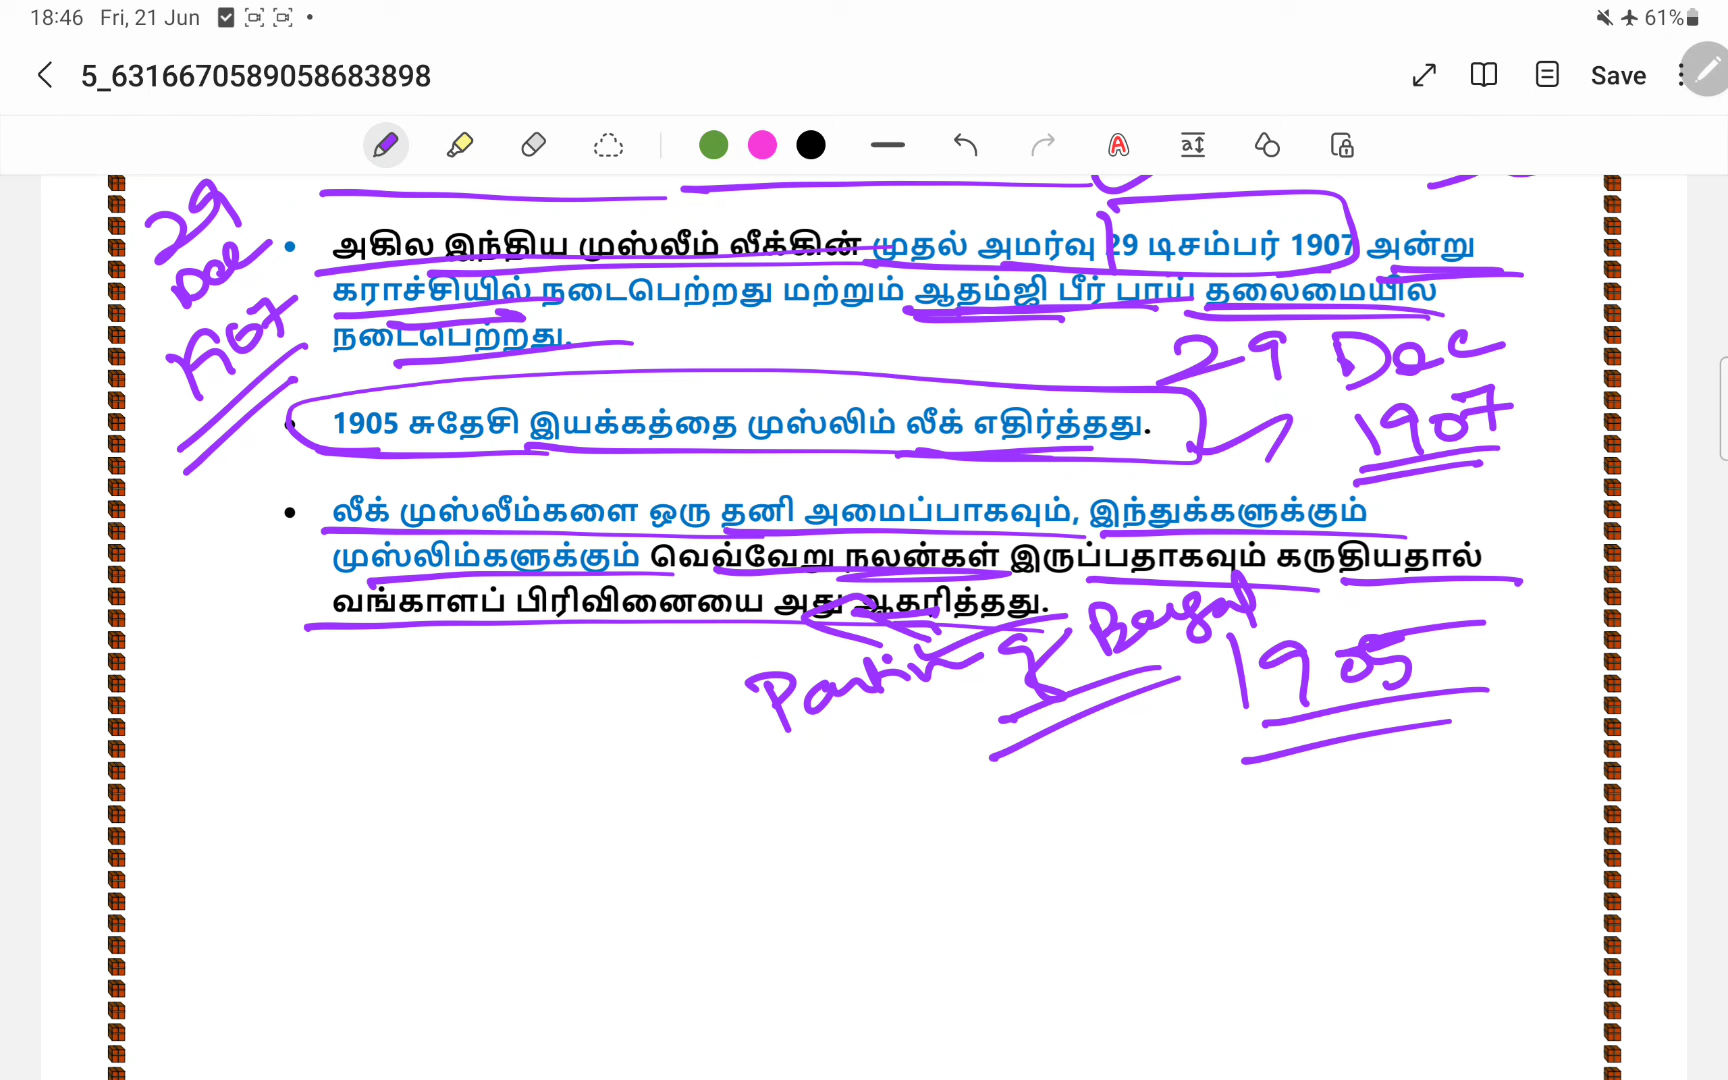 18:46 Fri, 21 Jun
61%
5_6316670589058683898
Save
அகில இந்திய முஸ்லீம் லீக்கின் முதல் அமர்வு 29 டிசம்பர் 1907 அன்று
கராச்சியில் நடைபெற்றது மற்றும் ஆதம்ஜி பீர் பாய் தலைமையில்
நடைபெற்றது.
29
Dec
1907
29 Dec
1907
1905 சுதேசி இயக்கத்தை முஸ்லிம் லீக் எதிர்த்தது.
லீக் முஸ்லீம்களை ஒரு தனி அமைப்பாகவும், இந்துக்களுக்கும்
முஸ்லிம்களுக்கும் வெவ்வேறு நலன்கள் இருப்பதாகவும் கருதியதால்
வங்காளப் பிரிவினையை அது ஆதரித்தது.
Bengal
1905